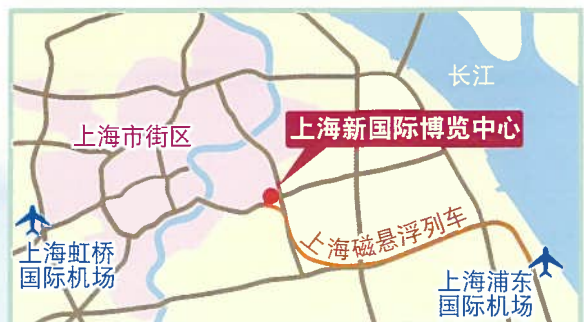 长江
上海新国际博览中心
上海市街区
上海磁悬浮列车
上海虹桥
国际机场
上海浦东
国际机场